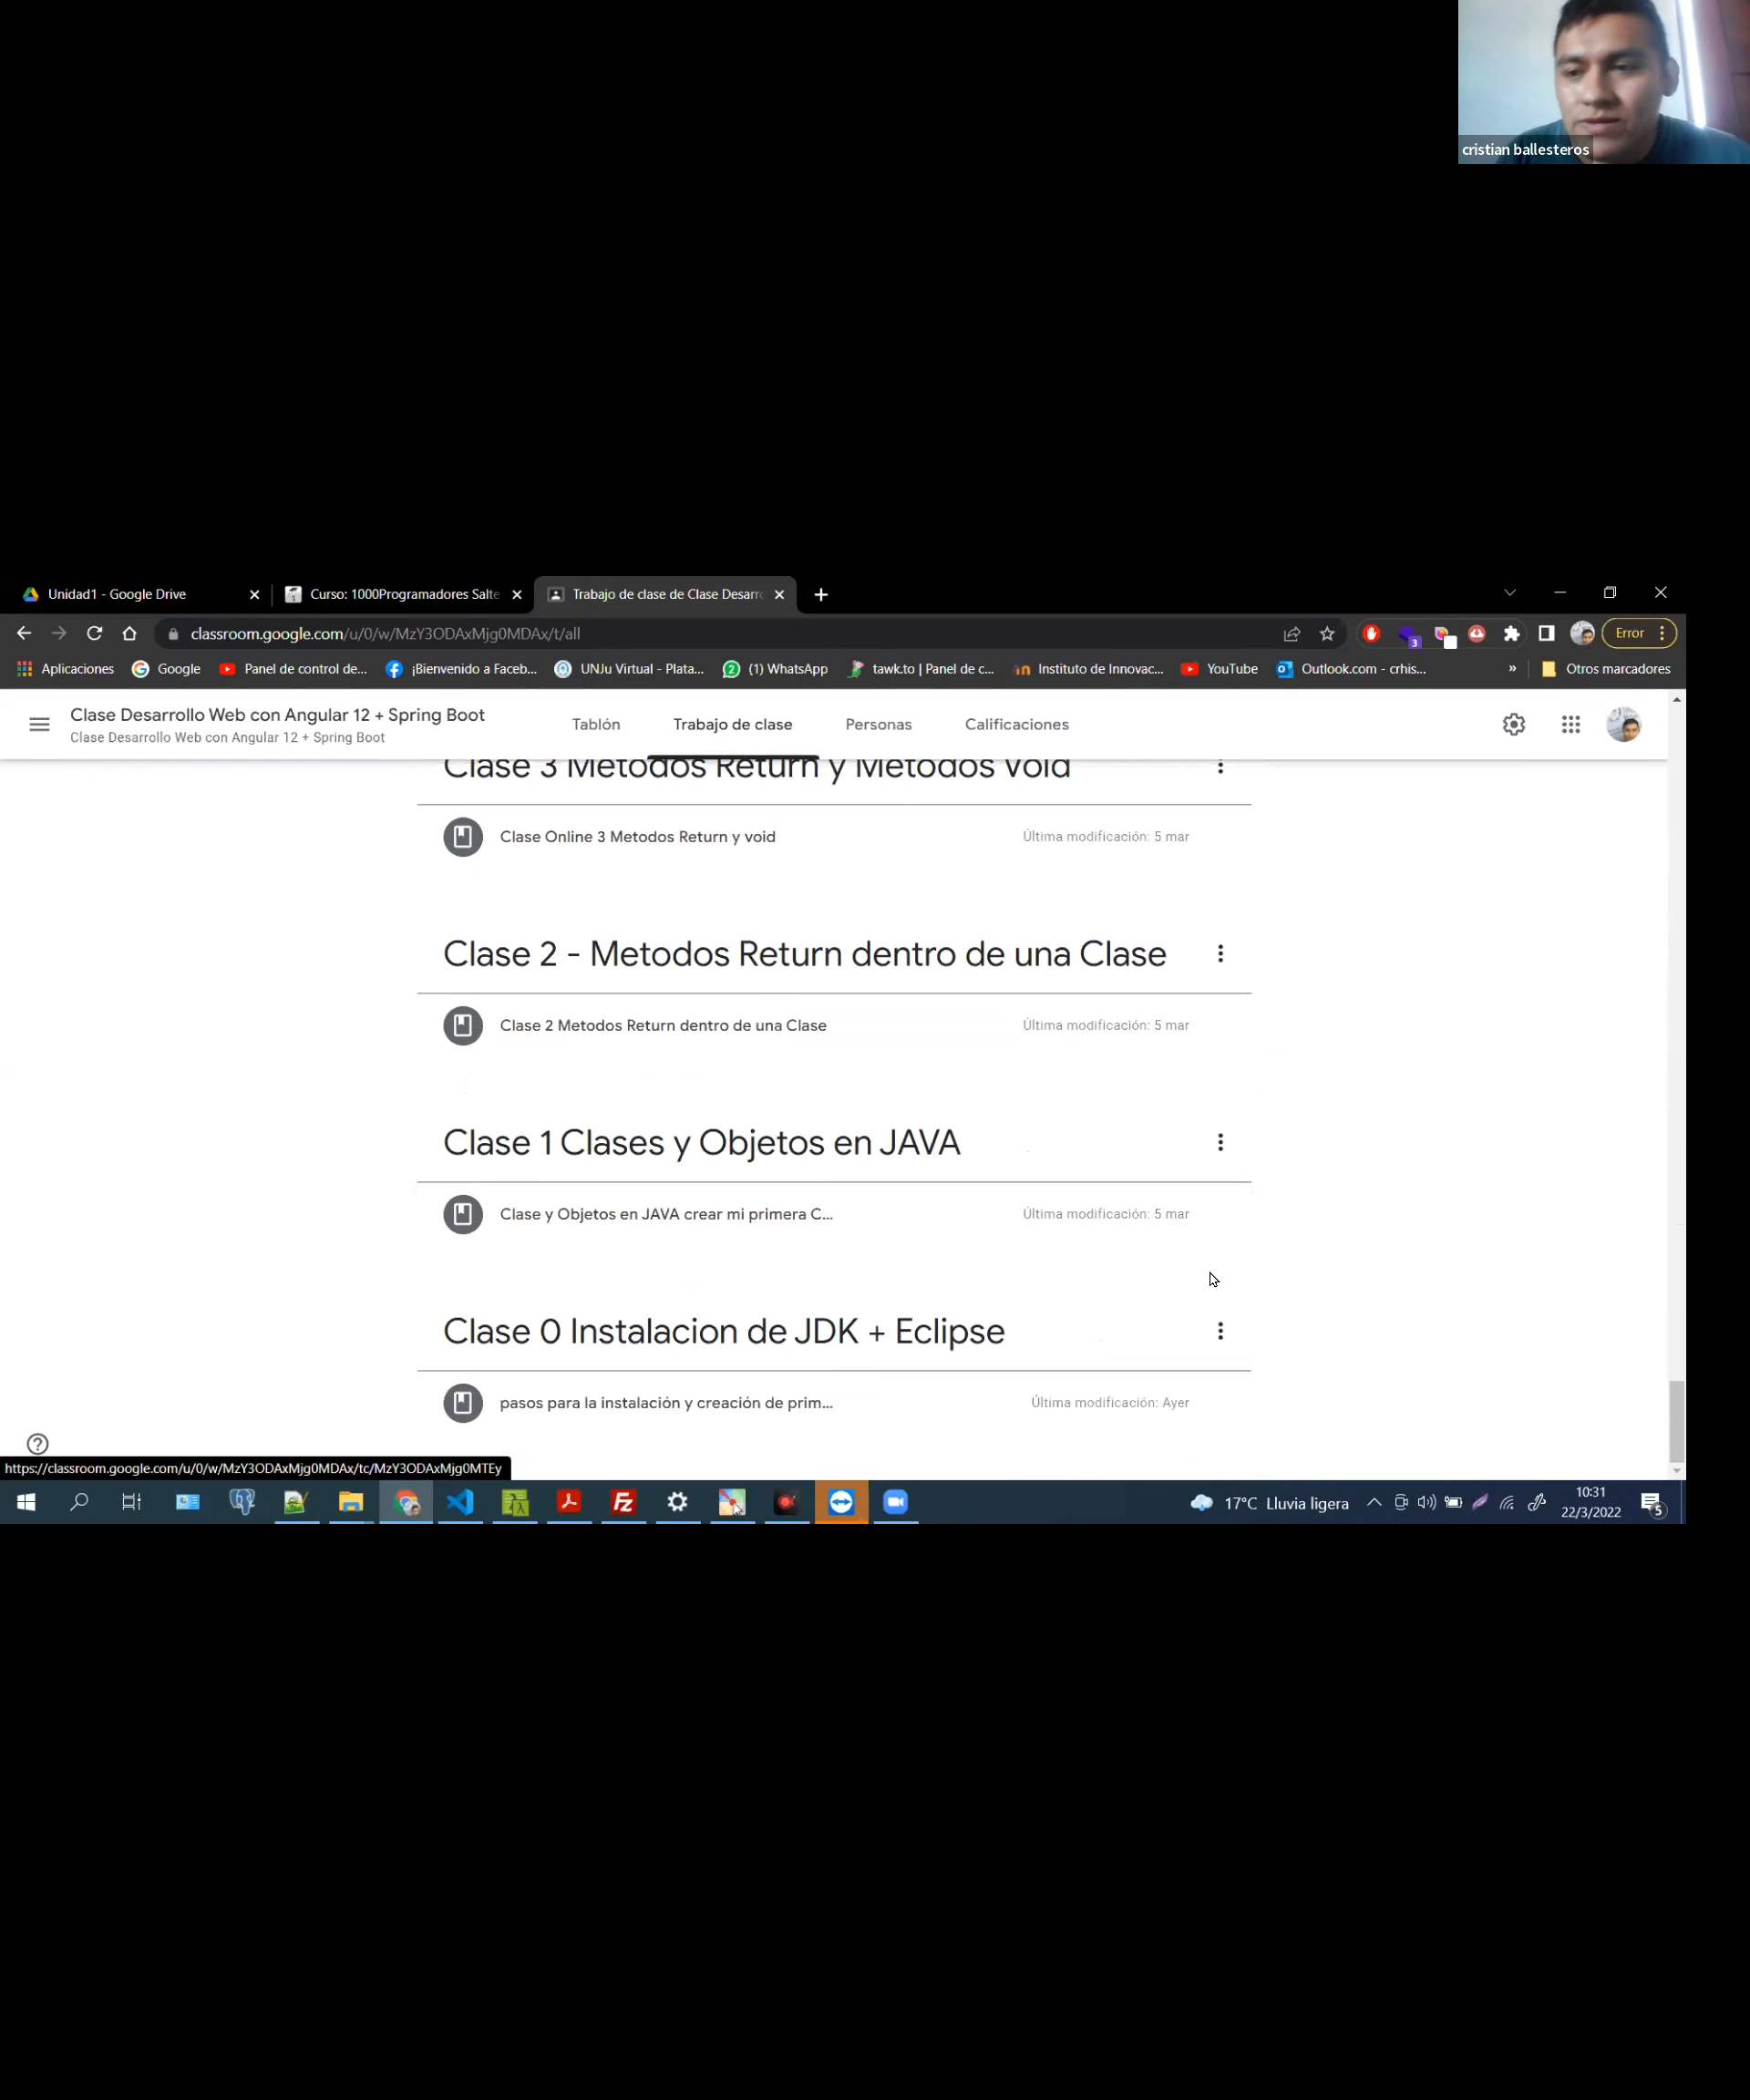 cristian ballesteros
Unidad1 - Google Drive
Curso: 1000Programadores Salte
Trabajo de clase de Clase Desarro
classroom.google.com/u/0/w/MzY3ODAxMjg0MDAx/t/all
3
Error
Aplicaciones
Google
Panel de control de...
¡Bienvenido a Faceb...
UNJu Virtual - Plata...
(1) WhatsApp
tawk.to | Panel de c...
Instituto de Innovac...
YouTube
Outlook.com - crhis...
»
Otros marcadores
Clase Desarrollo Web con Angular 12 + Spring Boot
Clase Desarrollo Web con Angular 12 + Spring Boot
Tablón
Trabajo de clase
Personas
Calificaciones
Clase 3 Metodos Return y Metodos Void
Clase Online 3 Metodos Return y void
Última modificación: 5 mar
Clase 2 - Metodos Return dentro de una Clase
Clase 2 Metodos Return dentro de una Clase
Última modificación: 5 mar
Clase 1 Clases y Objetos en JAVA
Clase y Objetos en JAVA crear mi primera C...
Última modificación: 5 mar
Clase 0 Instalacion de JDK + Eclipse
pasos para la instalación y creación de prim...
Última modificación: Ayer
https://classroom.google.com/u/0/w/MzY3ODAxMjg0MDAx/tc/MzY3ODAxMjg0MTEy
17°C Lluvia ligera
10:31
22/3/2022
5